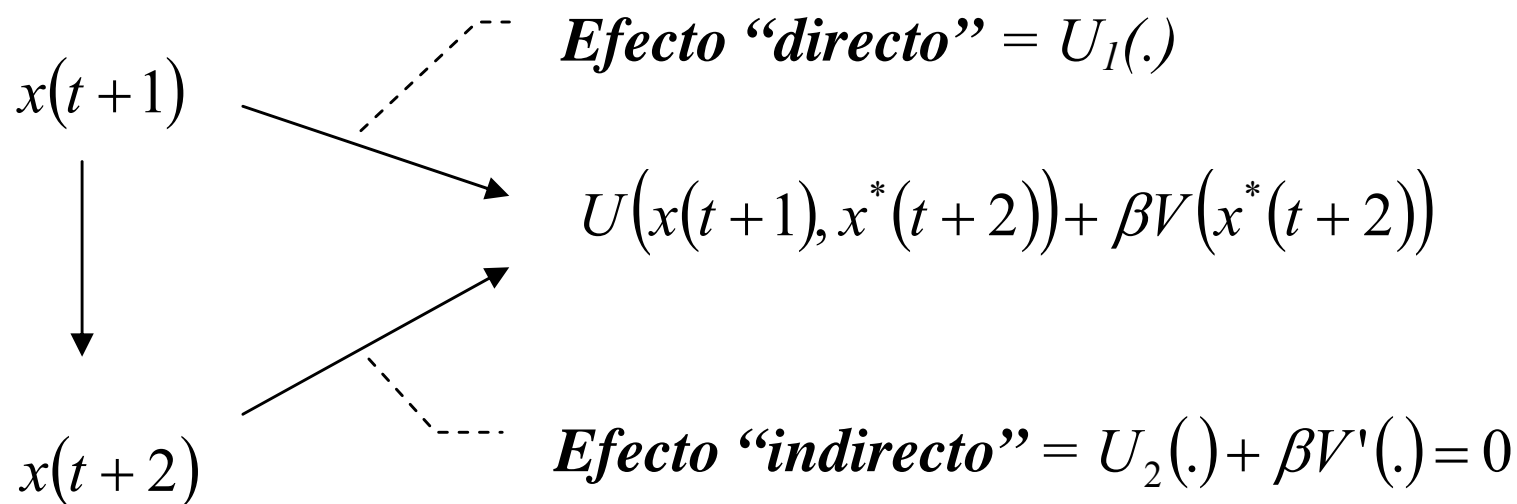 Efecto “directo” = U₁(.)
x(t + 1)
U(x(t + 1), x*(t + 2)) + βV(x*(t + 2))
Efecto “indirecto” = U₂(.) + βV'(.) = 0
x(t + 2)